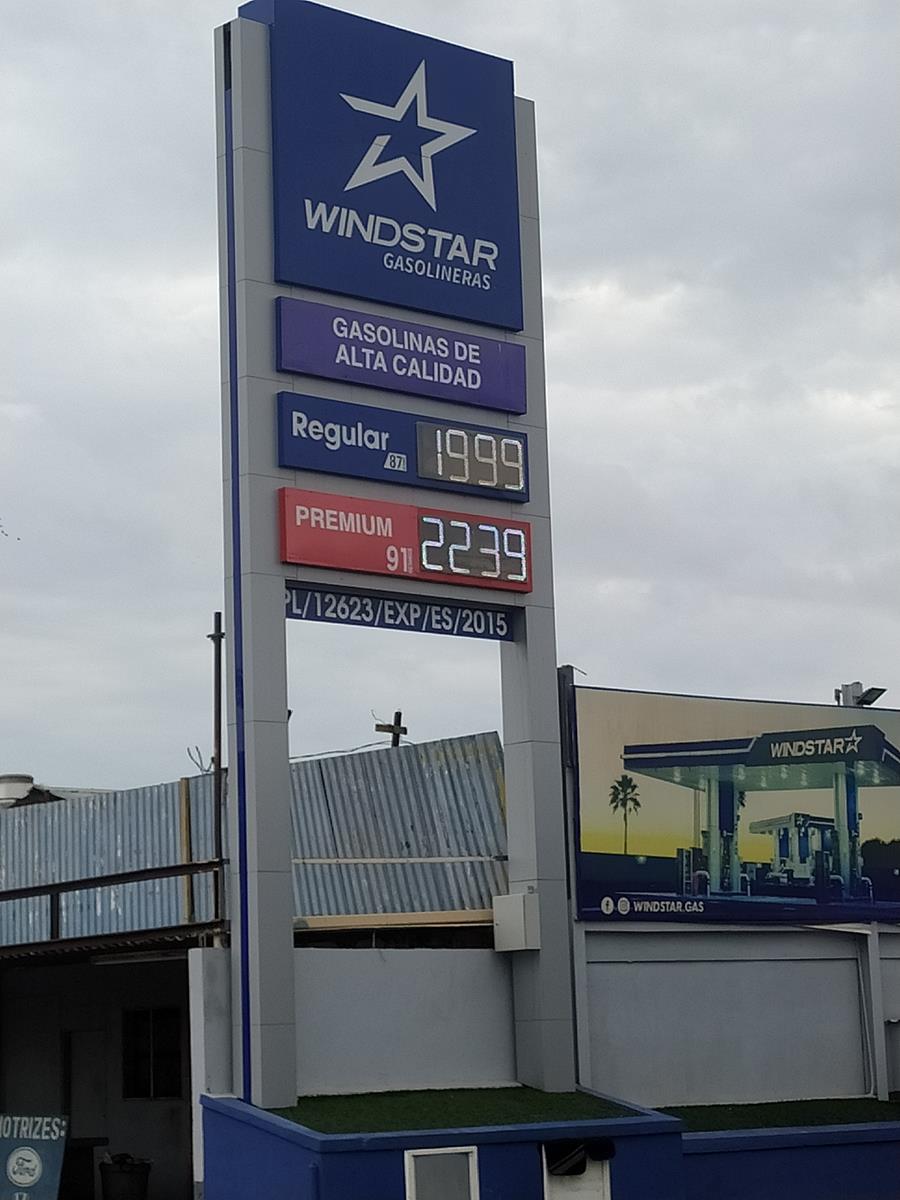 WINDSTAR
GASOLINERAS
GASOLINAS DE
ALTA CALIDAD
Regular
87
1999
PREMIUM
91
2239
PL/12623/EXP/ES/2015
WINDSTAR
WINDSTAR.GAS
MOTRIZES:
Ford